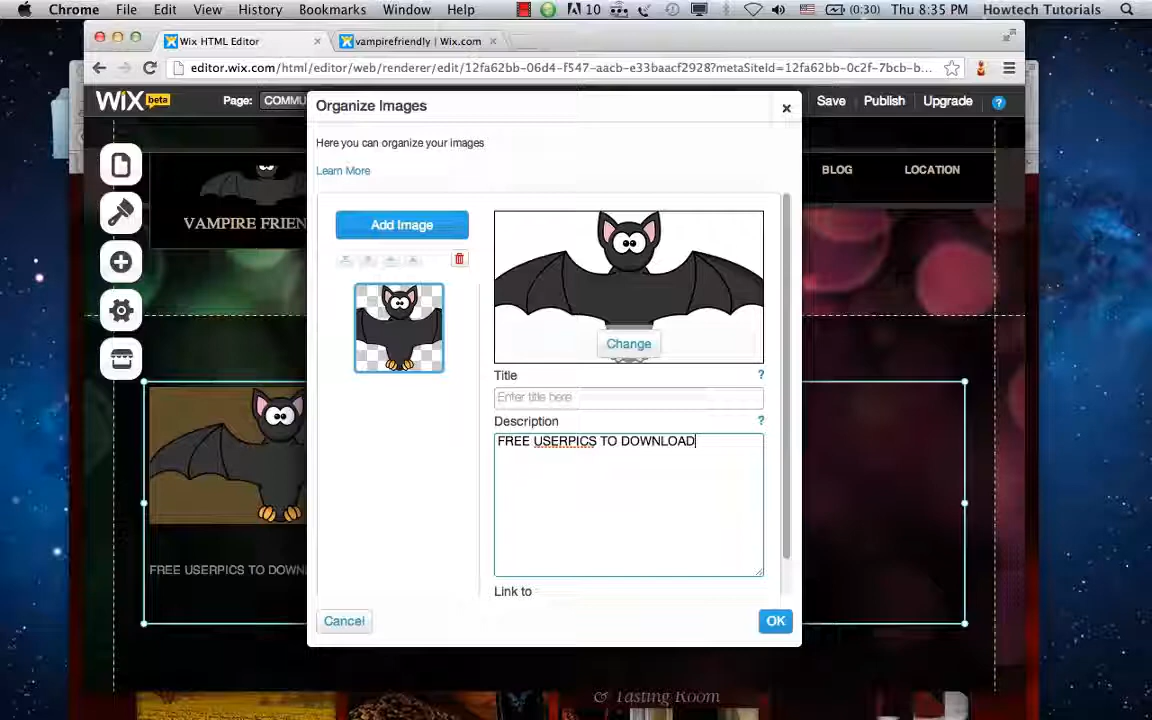 Chrome File Edit View History Bookmarks Window Help 10 (0:30) Thu 8:35 PM Howtech Tutorials
Wix HTML Editor vampirefriendly | Wix.com
editor.wix.com/html/editor/web/renderer/edit/12fa62bb-06d4-f547-aacb-e33baacf2928?metaSiteId=12fa62bb-0c2f-7bcb-b...
WiX beta Page: COMMU Save Publish Upgrade ?
Organize Images
Here you can organize your images
Learn More
BLOG LOCATION
VAMPIRE FRIEN
Add Image
Change
Title ?
Enter title here
Description ?
FREE USERPICS TO DOWNLOAD
FREE USERPICS TO DOWN
Link to
Cancel OK
& Tasting Room